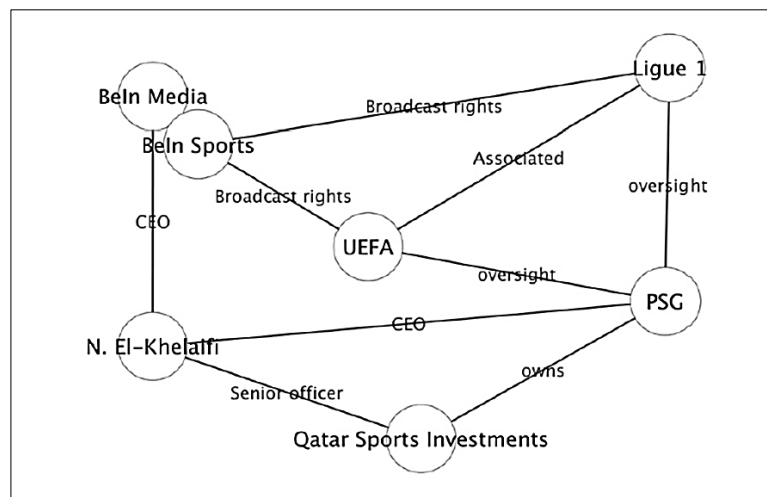 Ligue 1
BeIn Media
Broadcast rights
BeIn Sports
Associated
oversight
Broadcast rights
CEO
UEFA
oversight
PSG
CEO
N. El-Khelaifi
owns
Senior officer
Qatar Sports Investments